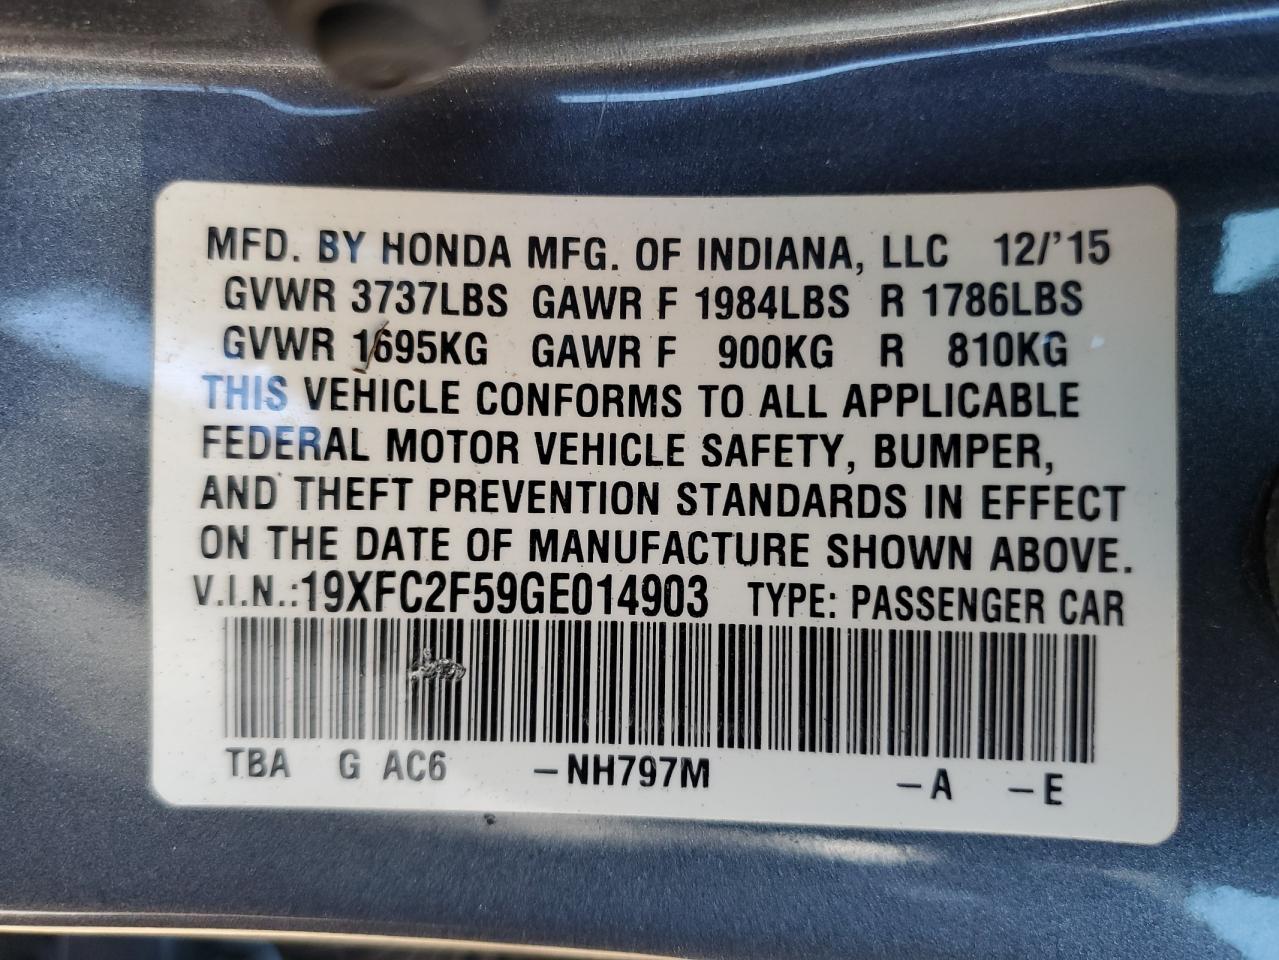 MFD. BY HONDA MFG. OF INDIANA, LLC 12/'15
GVWR 3737LBS GAWR F 1984LBS R 1786LBS
GVWR 1695KG GAWR F 900KG R 810KG
THIS VEHICLE CONFORMS TO ALL APPLICABLE
FEDERAL MOTOR VEHICLE SAFETY, BUMPER,
AND THEFT PREVENTION STANDARDS IN EFFECT
ON THE DATE OF MANUFACTURE SHOWN ABOVE.
V.I.N.:19XFC2F59GE014903 TYPE: PASSENGER CAR
TBA G AC6 –NH797M –A –E